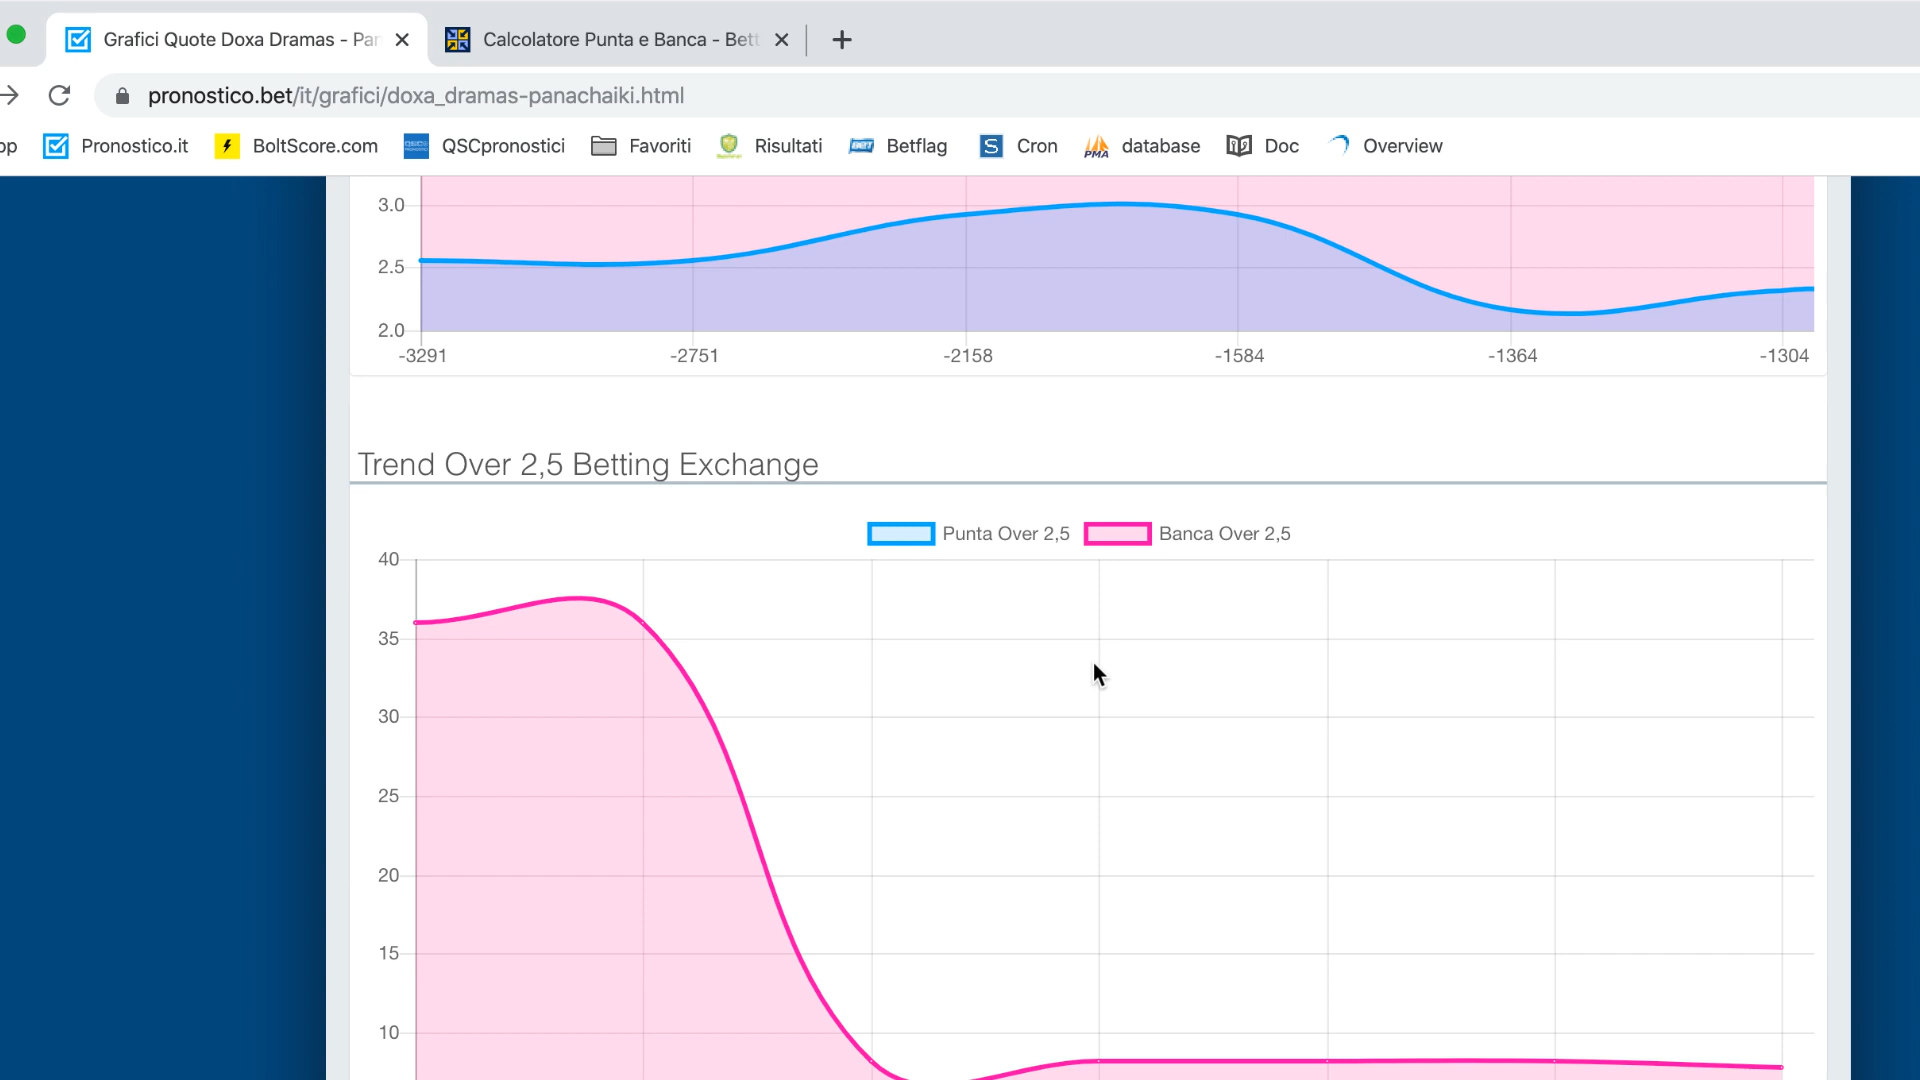 Grafici Quote Doxa Dramas - Par
Calcolatore Punta e Banca - Bett
pronostico.bet/it/grafici/doxa_dramas-panachaiki.html
pp Pronostico.it BoltScore.com QSCpronostici Favoriti Risultati Betflag Cron database Doc Overview
3.0
2.5
2.0
-3291 -2751 -2158 -1584 -1364 -1304
Trend Over 2,5 Betting Exchange
Punta Over 2,5 Banca Over 2,5
40
35
30
25
20
15
10